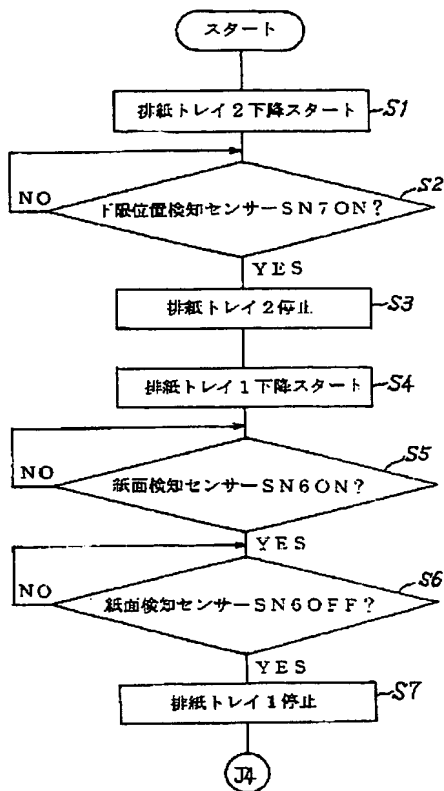 スタート
排紙トレイ2下降スタート
S1
下限位置検知センサーSN7ON?
S2
NO
YES
排紙トレイ2停止
S3
排紙トレイ1下降スタート
S4
紙面検知センサーSN6ON?
S5
NO
YES
紙面検知センサーSN6OFF?
S6
NO
YES
排紙トレイ1停止
S7
J4